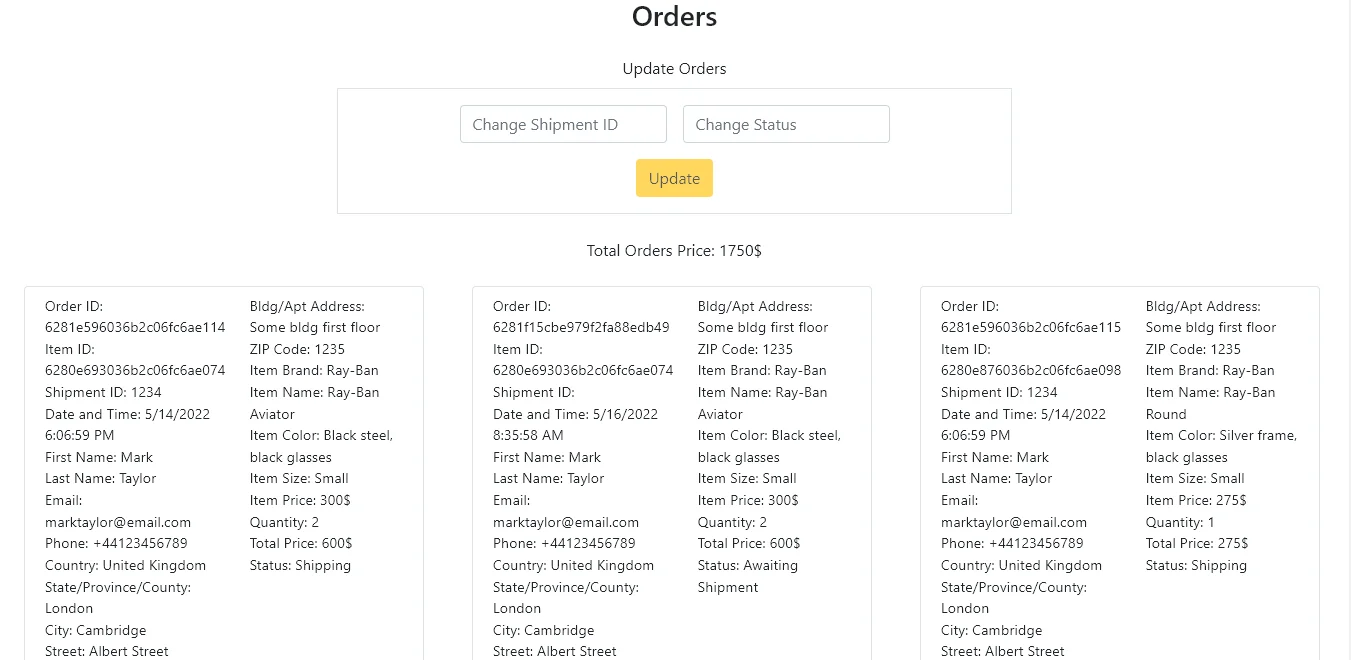 Orders
Update Orders
Change Shipment ID
Change Status
Update
Total Orders Price: 1750$
Order ID:
6281e596036b2c06fc6ae114
Item ID:
6280e693036b2c06fc6ae074
Shipment ID: 1234
Date and Time: 5/14/2022
6:06:59 PM
First Name: Mark
Last Name: Taylor
Email:
marktaylor@email.com
Phone: +44123456789
Country: United Kingdom
State/Province/County:
London
City: Cambridge
Street: Albert Street
Bldg/Apt Address:
Some bldg first floor
ZIP Code: 1235
Item Brand: Ray-Ban
Item Name: Ray-Ban
Aviator
Item Color: Black steel,
black glasses
Item Size: Small
Item Price: 300$
Quantity: 2
Total Price: 600$
Status: Shipping
Order ID:
6281f15cbe979f2fa88edb49
Item ID:
6280e693036b2c06fc6ae074
Shipment ID:
Date and Time: 5/16/2022
8:35:58 AM
First Name: Mark
Last Name: Taylor
Email:
marktaylor@email.com
Phone: +44123456789
Country: United Kingdom
State/Province/County:
London
City: Cambridge
Street: Albert Street
Bldg/Apt Address:
Some bldg first floor
ZIP Code: 1235
Item Brand: Ray-Ban
Item Name: Ray-Ban
Aviator
Item Color: Black steel,
black glasses
Item Size: Small
Item Price: 300$
Quantity: 2
Total Price: 600$
Status: Awaiting
Shipment
Order ID:
6281e596036b2c06fc6ae115
Item ID:
6280e876036b2c06fc6ae098
Shipment ID: 1234
Date and Time: 5/14/2022
6:06:59 PM
First Name: Mark
Last Name: Taylor
Email:
marktaylor@email.com
Phone: +44123456789
Country: United Kingdom
State/Province/County:
London
City: Cambridge
Street: Albert Street
Bldg/Apt Address:
Some bldg first floor
ZIP Code: 1235
Item Brand: Ray-Ban
Item Name: Ray-Ban
Round
Item Color: Silver frame,
black glasses
Item Size: Small
Item Price: 275$
Quantity: 1
Total Price: 275$
Status: Shipping